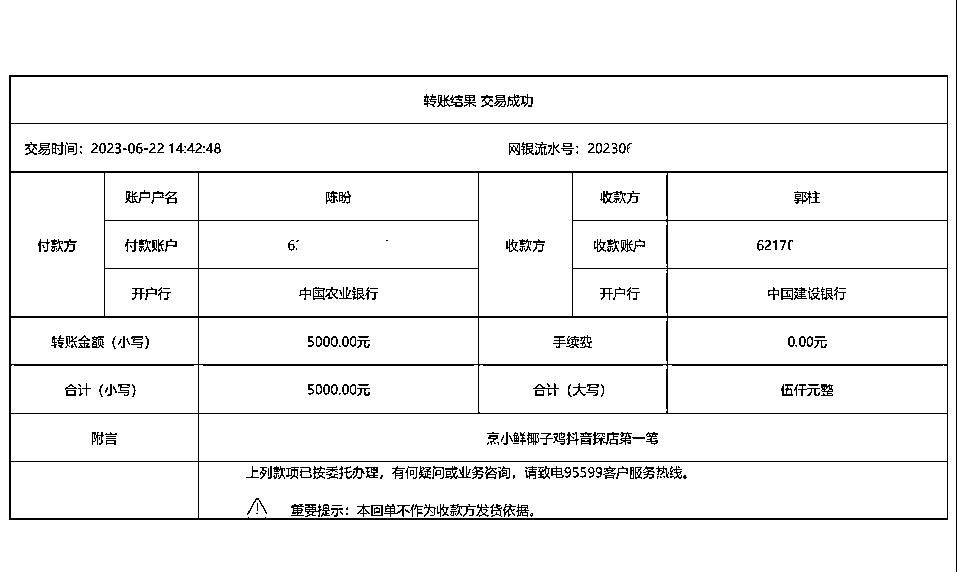 转账结果 交易成功
交易时间：2023-06-22 14:42:48
网银流水号：20230
付款方
账户户名
陈盼
收款方
收款方
郭柱
付款账户
6
收款账户
6217
开户行
中国农业银行
开户行
中国建设银行
转账金额（小写）
5000.00元
手续费
0.00元
合计（小写）
5000.00元
合计（大写）
伍仟元整
附言
烹小鲜椰子鸡抖音探店第一笔
上列款项已按委托办理，有何疑问或业务咨询，请致电95599客户服务热线。
重要提示：本回单不作为收款方发货依据。